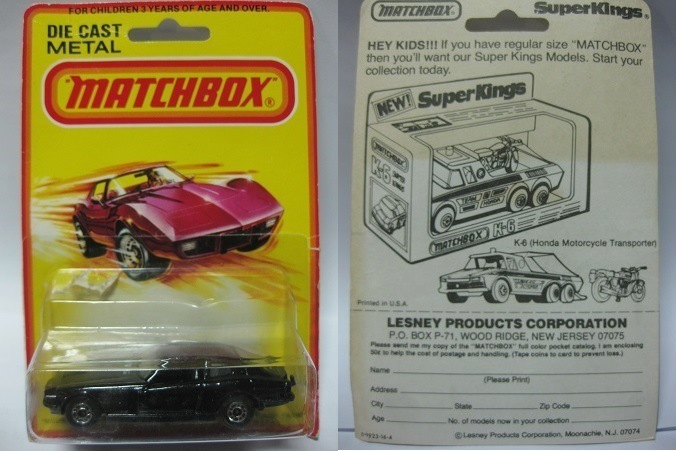 FOR CHILDREN 3 YEARS OF AGE AND OVER.
DIE CAST
METAL
MATCHBOX®
MATCHBOX® SuperKings®
HEY KIDS!!! If you have regular size "MATCHBOX"
then you'll want our Super Kings Models. Start your
collection today.
NEW! SuperKings
MATCHBOX
K-6
TEAM
HONDA
MATCHBOX K-6
K-6 (Honda Motorcycle Transporter)
Printed in U.S.A.
LESNEY PRODUCTS CORPORATION
P.O. BOX P-71, WOOD RIDGE, NEW JERSEY 07075
Please send me my copy of the "MATCHBOX" full color pocket catalog. I am enclosing
50¢ to help the cost of postage and handling. (Tape coins to card to prevent loss.)
Name
(Please Print)
Address
City State Zip Code
Age No. of models now in your collection
© Lesney Products Corporation, Moonachie, N.J. 07074